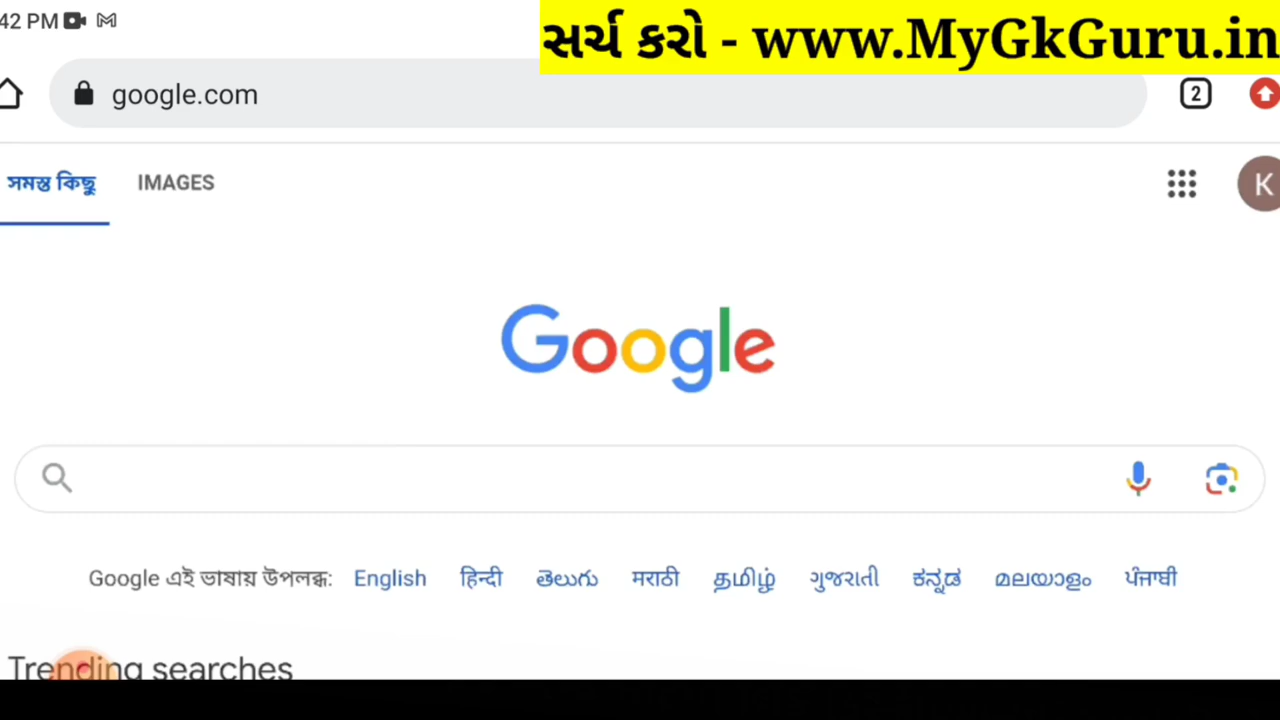 42 PM
સર્ચ કરો - www.MyGkGuru.in
google.com
2
সমস্ত কিছু IMAGES
K
Google
Google এই ভাষায় উপলব্ধ: English हिन्दी తెలుగు मराठी தமிழ் ગુજરાતી ಕನ್ನಡ മലയാളം ਪੰਜਾਬੀ
Trending searches